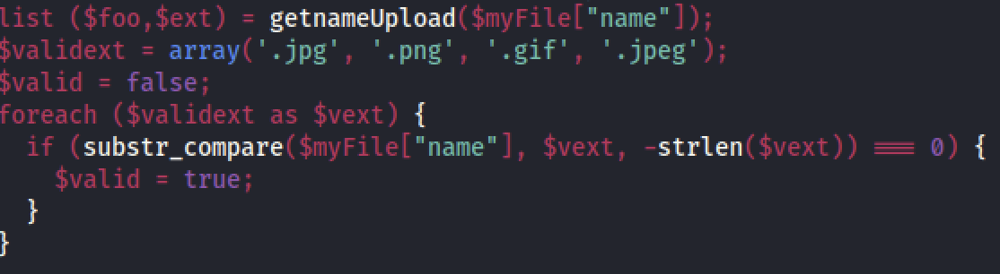 list ($foo,$ext) = getnameUpload($myFile["name"]);
$validext = array('.jpg', '.png', '.gif', '.jpeg');
$valid = false;
foreach ($validext as $vext) {
  if (substr_compare($myFile["name"], $vext, -strlen($vext)) === 0) {
    $valid = true;
  }
}